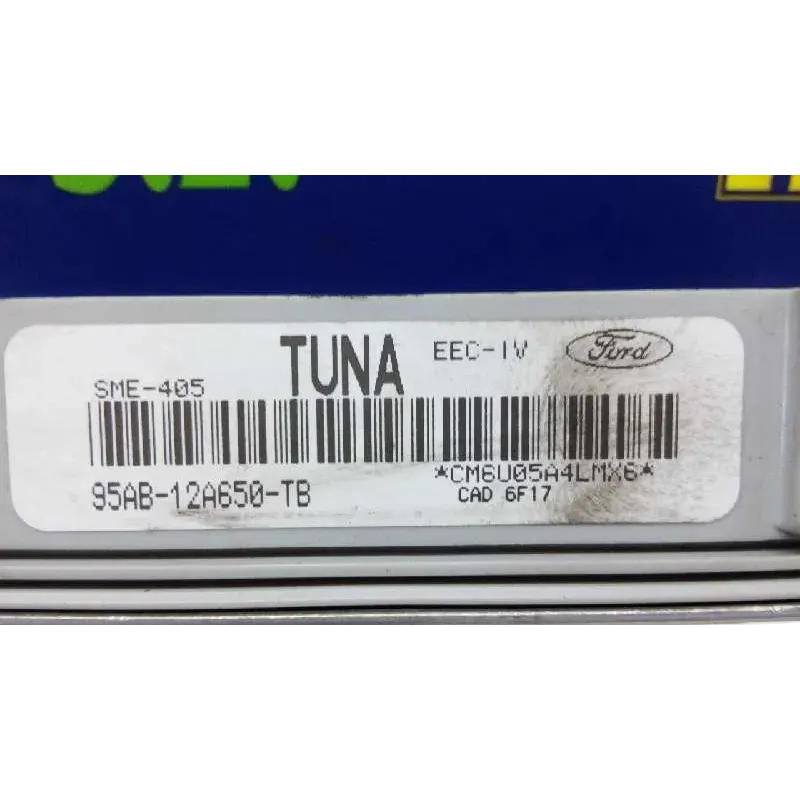 TUNA EEC-IV Ford
SME-405
95AB-12A650-TB *CM6U05A4LMX6*
CAD 6F17